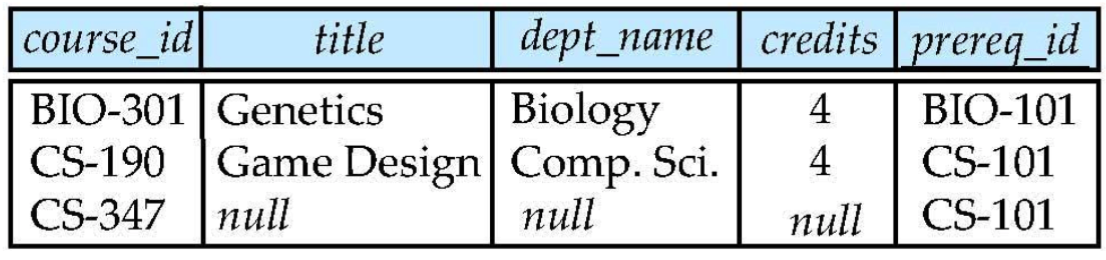 course_id title dept_name credits prereq_id
BIO-301 Genetics Biology 4 BIO-101
CS-190 Game Design Comp. Sci. 4 CS-101
CS-347 null null null CS-101